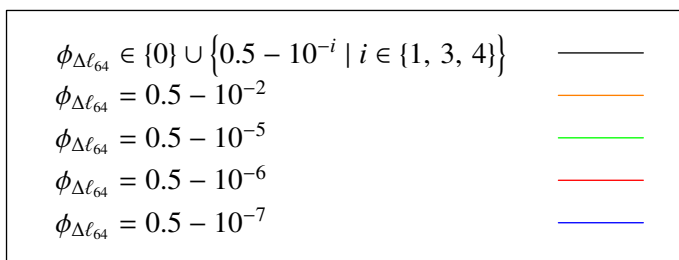 ϕ_{Δℓ_{64}} ∈ {0} ∪ {0.5 − 10^{−i} | i ∈ {1, 3, 4}}
ϕ_{Δℓ_{64}} = 0.5 − 10^{−2}
ϕ_{Δℓ_{64}} = 0.5 − 10^{−5}
ϕ_{Δℓ_{64}} = 0.5 − 10^{−6}
ϕ_{Δℓ_{64}} = 0.5 − 10^{−7}